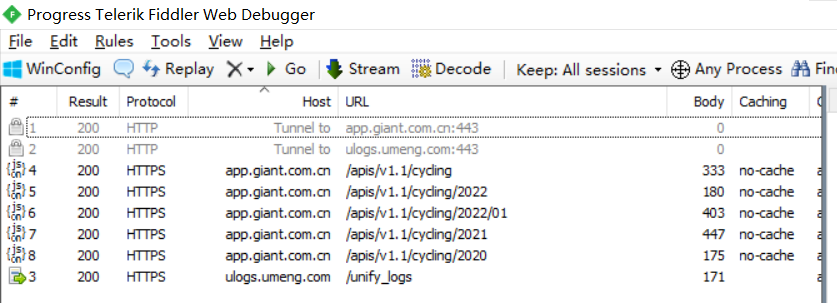 Progress Telerik Fiddler Web Debugger
File Edit Rules Tools View Help
WinConfig Replay Go Stream Decode Keep: All sessions Any Process Fin
# Result Protocol Host URL Body Caching
1 200 HTTP Tunnel to app.giant.com.cn:443 0
2 200 HTTP Tunnel to ulogs.umeng.com:443 0
4 200 HTTPS app.giant.com.cn /apis/v1.1/cycling 333 no-cache a
5 200 HTTPS app.giant.com.cn /apis/v1.1/cycling/2022 180 no-cache a
6 200 HTTPS app.giant.com.cn /apis/v1.1/cycling/2022/01 403 no-cache a
7 200 HTTPS app.giant.com.cn /apis/v1.1/cycling/2021 447 no-cache a
8 200 HTTPS app.giant.com.cn /apis/v1.1/cycling/2020 175 no-cache a
3 200 HTTPS ulogs.umeng.com /unify_logs 171 a